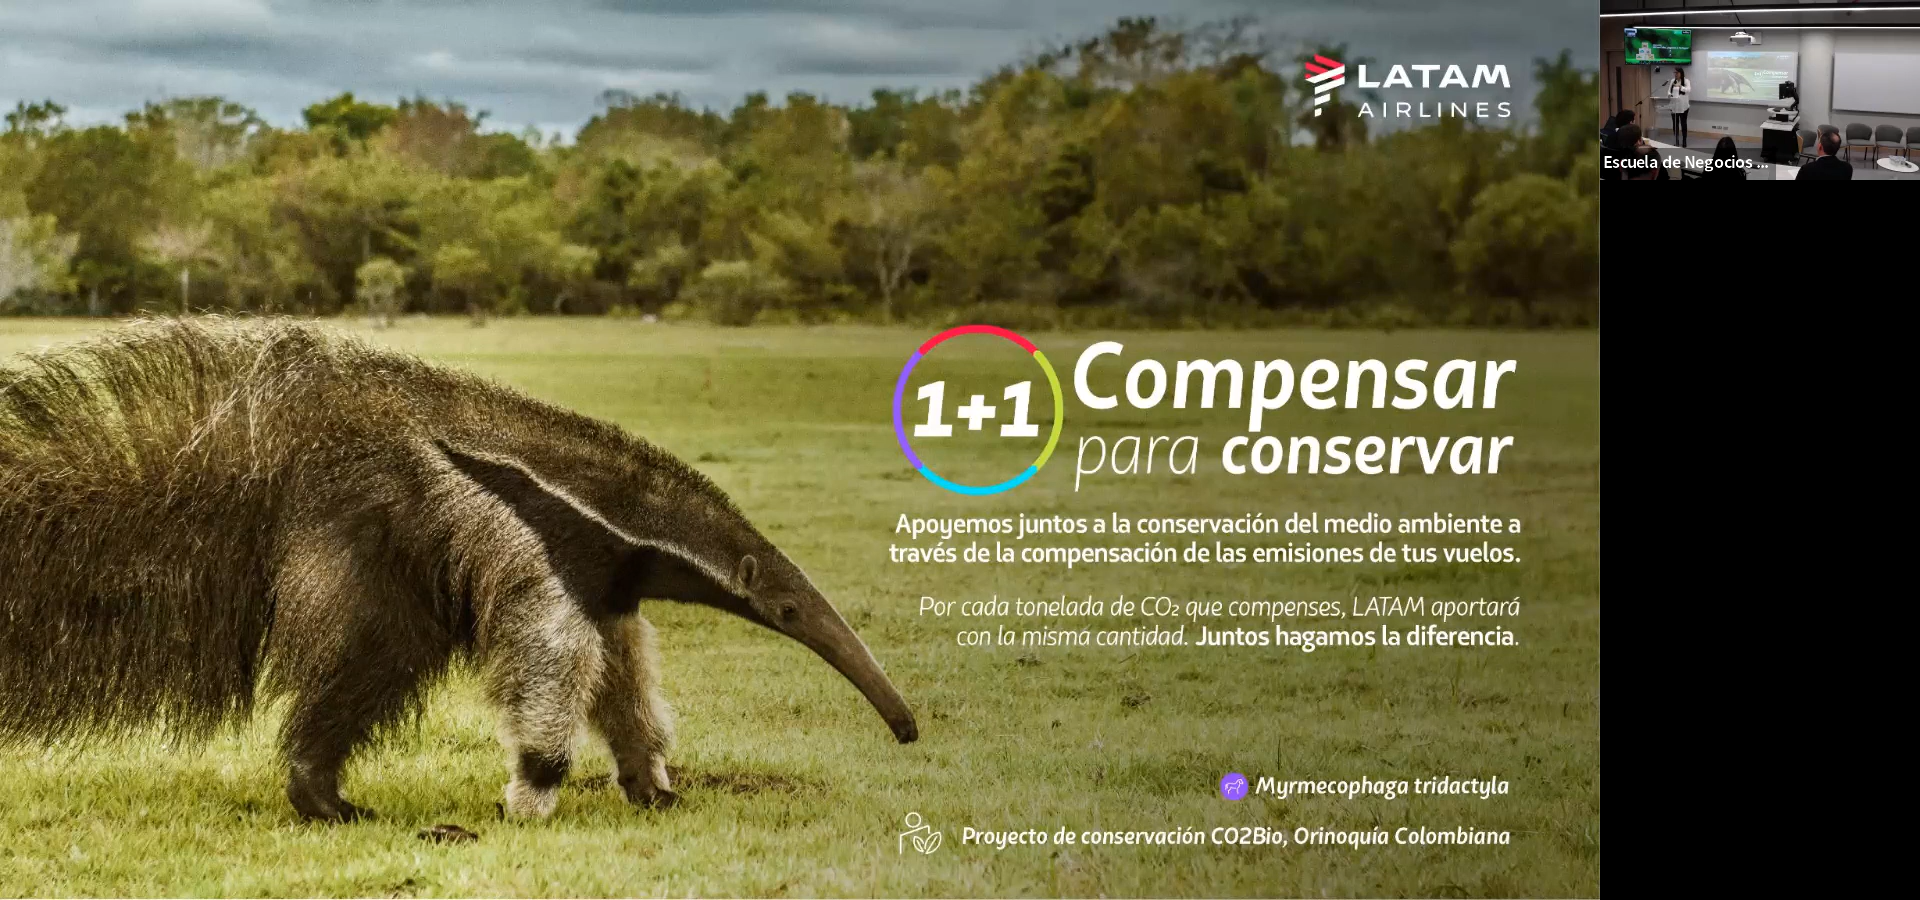 LATAM
AIRLINES
1+1
Compensar
para conservar
Apoyemos juntos a la conservación del medio ambiente a
través de la compensación de las emisiones de tus vuelos.
Por cada tonelada de CO₂ que compenses, LATAM aportará
con la misma cantidad. Juntos hagamos la diferencia.
Myrmecophaga tridactyla
Proyecto de conservación CO2Bio, Orinoquía Colombiana
Escuela de Negocios ...